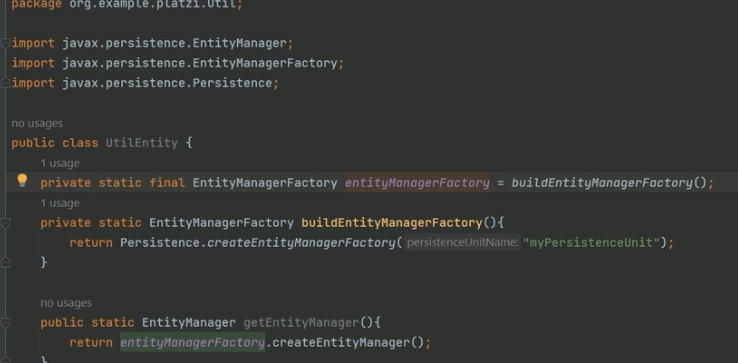 package org.example.platzi.Util;
import javax.persistence.EntityManager;
import javax.persistence.EntityManagerFactory;
import javax.persistence.Persistence;
no usages
public class UtilEntity {
1 usage
private static final EntityManagerFactory entityManagerFactory = buildEntityManagerFactory();
1 usage
private static EntityManagerFactory buildEntityManagerFactory(){
return Persistence.createEntityManagerFactory( persistenceUnitName: "myPersistenceUnit");
}
no usages
public static EntityManager getEntityManager(){
return entityManagerFactory.createEntityManager();
}